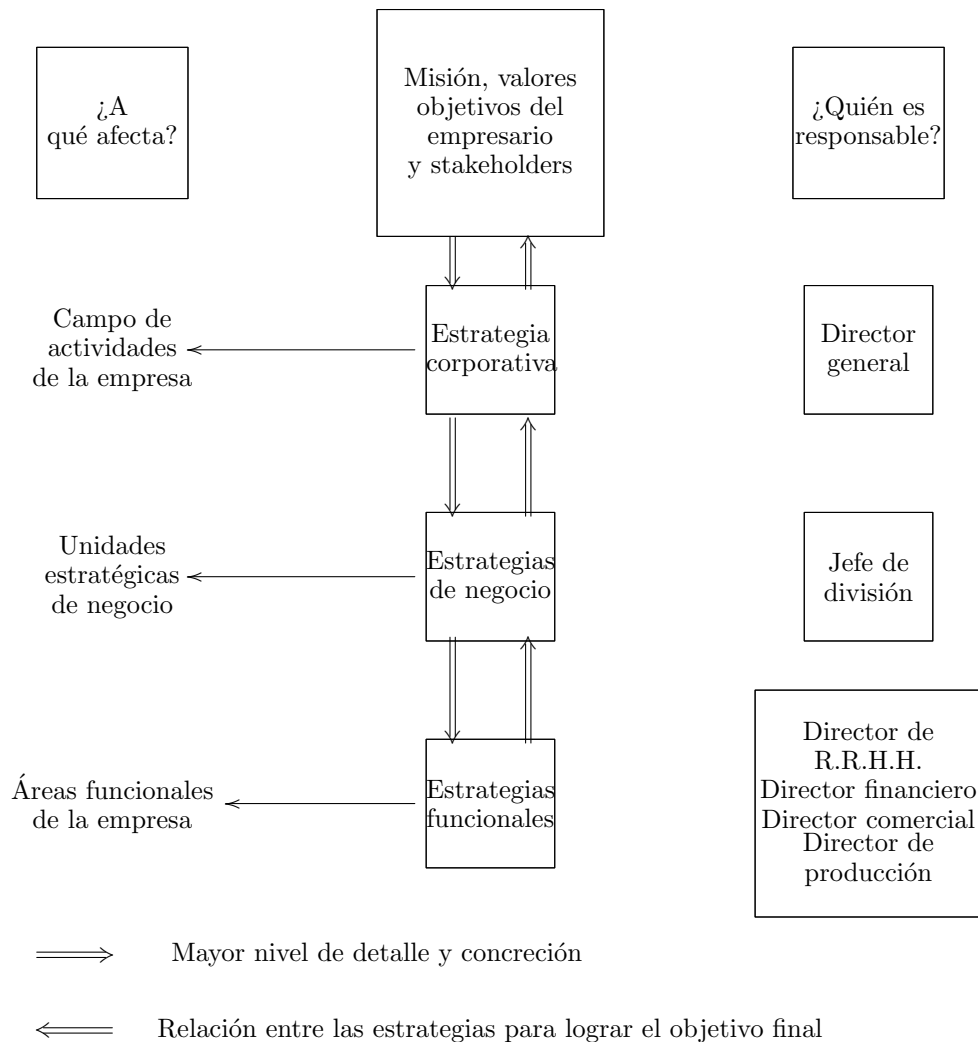 ¿A
qué afecta?
Misión, valores
objetivos del
empresario
y stakeholders
¿Quién es
responsable?
Campo de
actividades
de la empresa
Estrategia
corporativa
Director
general
Unidades
estratégicas
de negocio
Estrategias
de negocio
Jefe de
división
Áreas funcionales
de la empresa
Estrategias
funcionales
Director de
R.R.H.H.
Director financiero
Director comercial
Director de
producción
Mayor nivel de detalle y concreción
Relación entre las estrategias para lograr el objetivo final